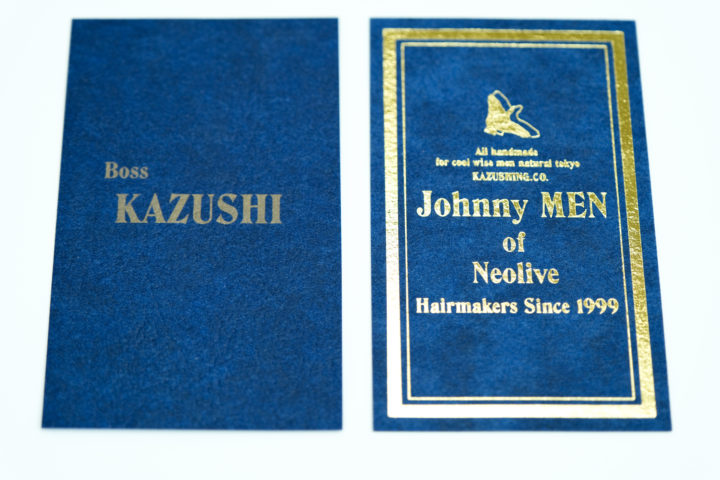 Boss
KAZUSHI
All handmade
for cool wise men natural tokyo
KAZUSHING.CO.
Johnny MEN
of
Neolive
Hairmakers Since 1999